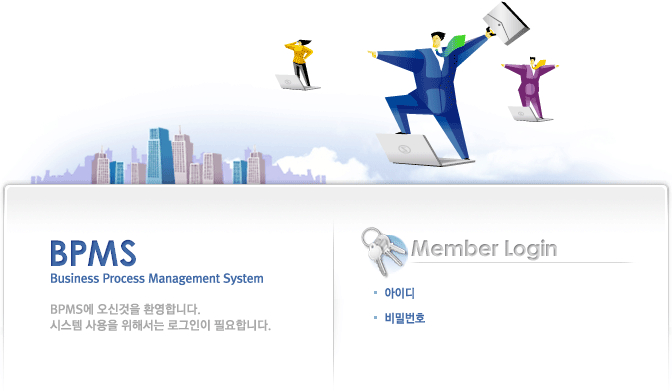 BPMS
Business Process Management System
BPMS에 오신것을 환영합니다.
시스템 사용을 위해서는 로그인이 필요합니다.
Member Login
아이디
비밀번호